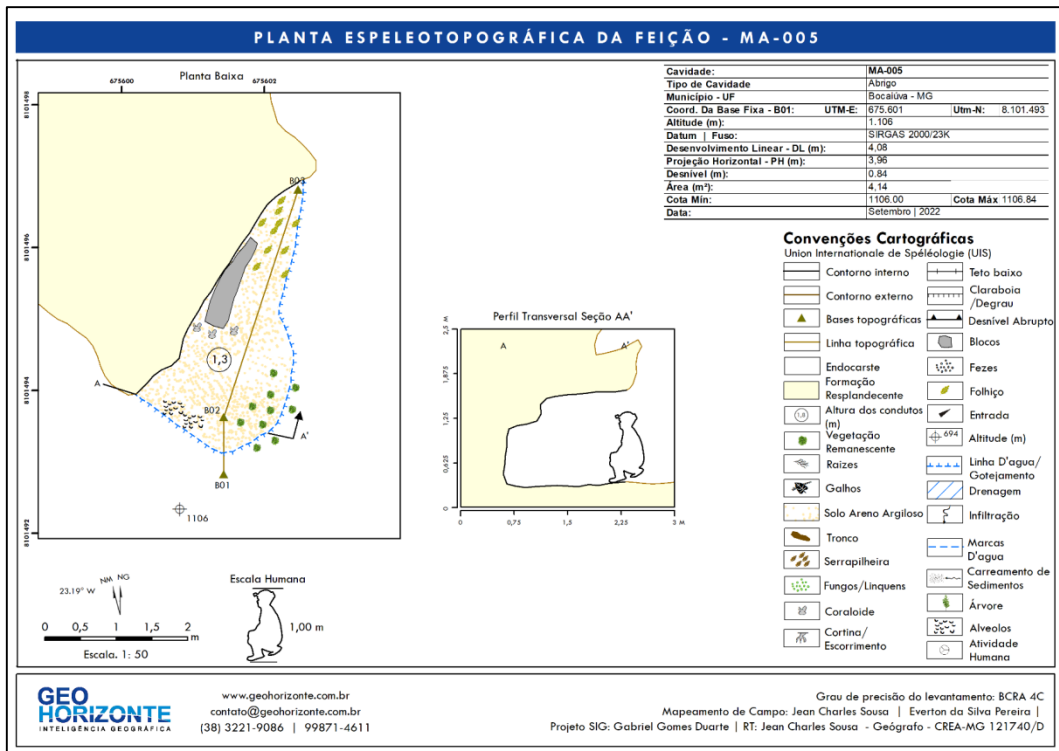 PLANTA ESPELEOTOPOGRÁFICA DA FEIÇÃO - MA-005
Planta Baixa
675600 675602
8101498
8101496
8101494
8101492
B03
1,3
A
B02
A'
B01
1106
NM NG
23.19° W
0 0,5 1 1,5 2
m
Escala. 1: 50
Escala Humana
1,00 m
Perfil Transversal Seção AA'
2,5 M
1,875
1,25
0,625
0
A A'
0 0,75 1,5 2,25 3 M
Cavidade: MA-005
Tipo de Cavidade Abrigo
Município - UF Bocaiúva - MG
Coord. Da Base Fixa - B01: UTM-E: 675.601 Utm-N: 8.101.493
Altitude (m): 1.106
Datum | Fuso: SIRGAS 2000/23K
Desenvolvimento Linear - DL (m): 4,08
Projeção Horizontal - PH (m): 3,96
Desnível (m): 0.84
Área (m²): 4,14
Cota Mín: 1106.00 Cota Máx 1106.84
Data: Setembro | 2022
Convenções Cartográficas
Union Internationale de Spéléologie (UIS)
Contorno interno
Contorno externo
Bases topográficas
Linha topográfica
Endocarste
Formação
Resplandecente
1,8
Altura dos condutos
(m)
Vegetação
Remanescente
Raizes
Galhos
Solo Areno Argiloso
Tronco
Serrapilheira
Fungos/Linquens
Coraloide
Cortina/
Escorrimento
Teto baixo
Claraboia
/Degrau
Desnível Abrupto
Blocos
Fezes
Folhiço
Entrada
694
Altitude (m)
Linha D'agua/
Gotejamento
Drenagem
Infiltração
Marcas
D'agua
Carreamento de
Sedimentos
Árvore
Alveolos
Atividade
Humana
GEO
HORIZONTE
INTELIGÊNCIA GEOGRÁFICA
www.geohorizonte.com.br
contato@geohorizonte.com.br
(38) 3221-9086 | 99871-4611
Grau de precisão do levantamento: BCRA 4C
Mapeamento de Campo: Jean Charles Sousa | Everton da Silva Pereira |
Projeto SIG: Gabriel Gomes Duarte | RT: Jean Charles Sousa - Geógrafo - CREA-MG 121740/D